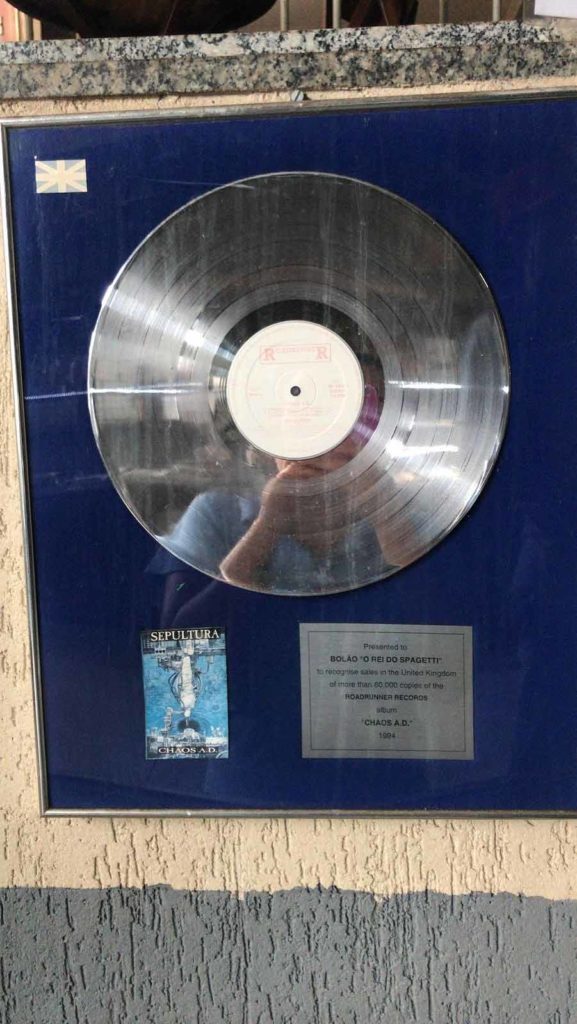 SEPULTURA
CHAOS A.D.
Presented to
BOLÃO "O REI DO SPAGETTI"
to recognise sales in the United Kingdom
of more than 60,000 copies of the
ROADRUNNER RECORDS
album
"CHAOS A.D."
1994